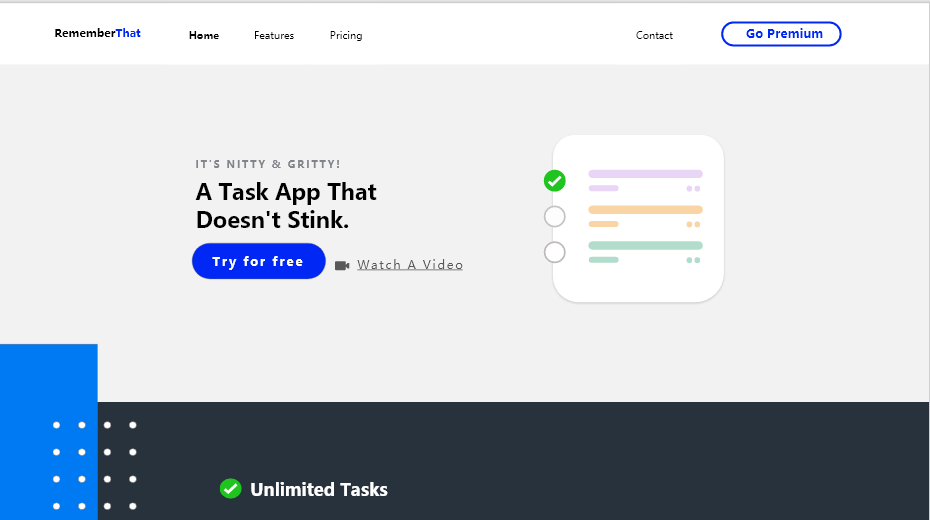 RememberThat
Home
Features
Pricing
Contact
Go Premium
IT'S NITTY & GRITTY!
A Task App That
Doesn't Stink.
Try for free
Watch A Video
Unlimited Tasks